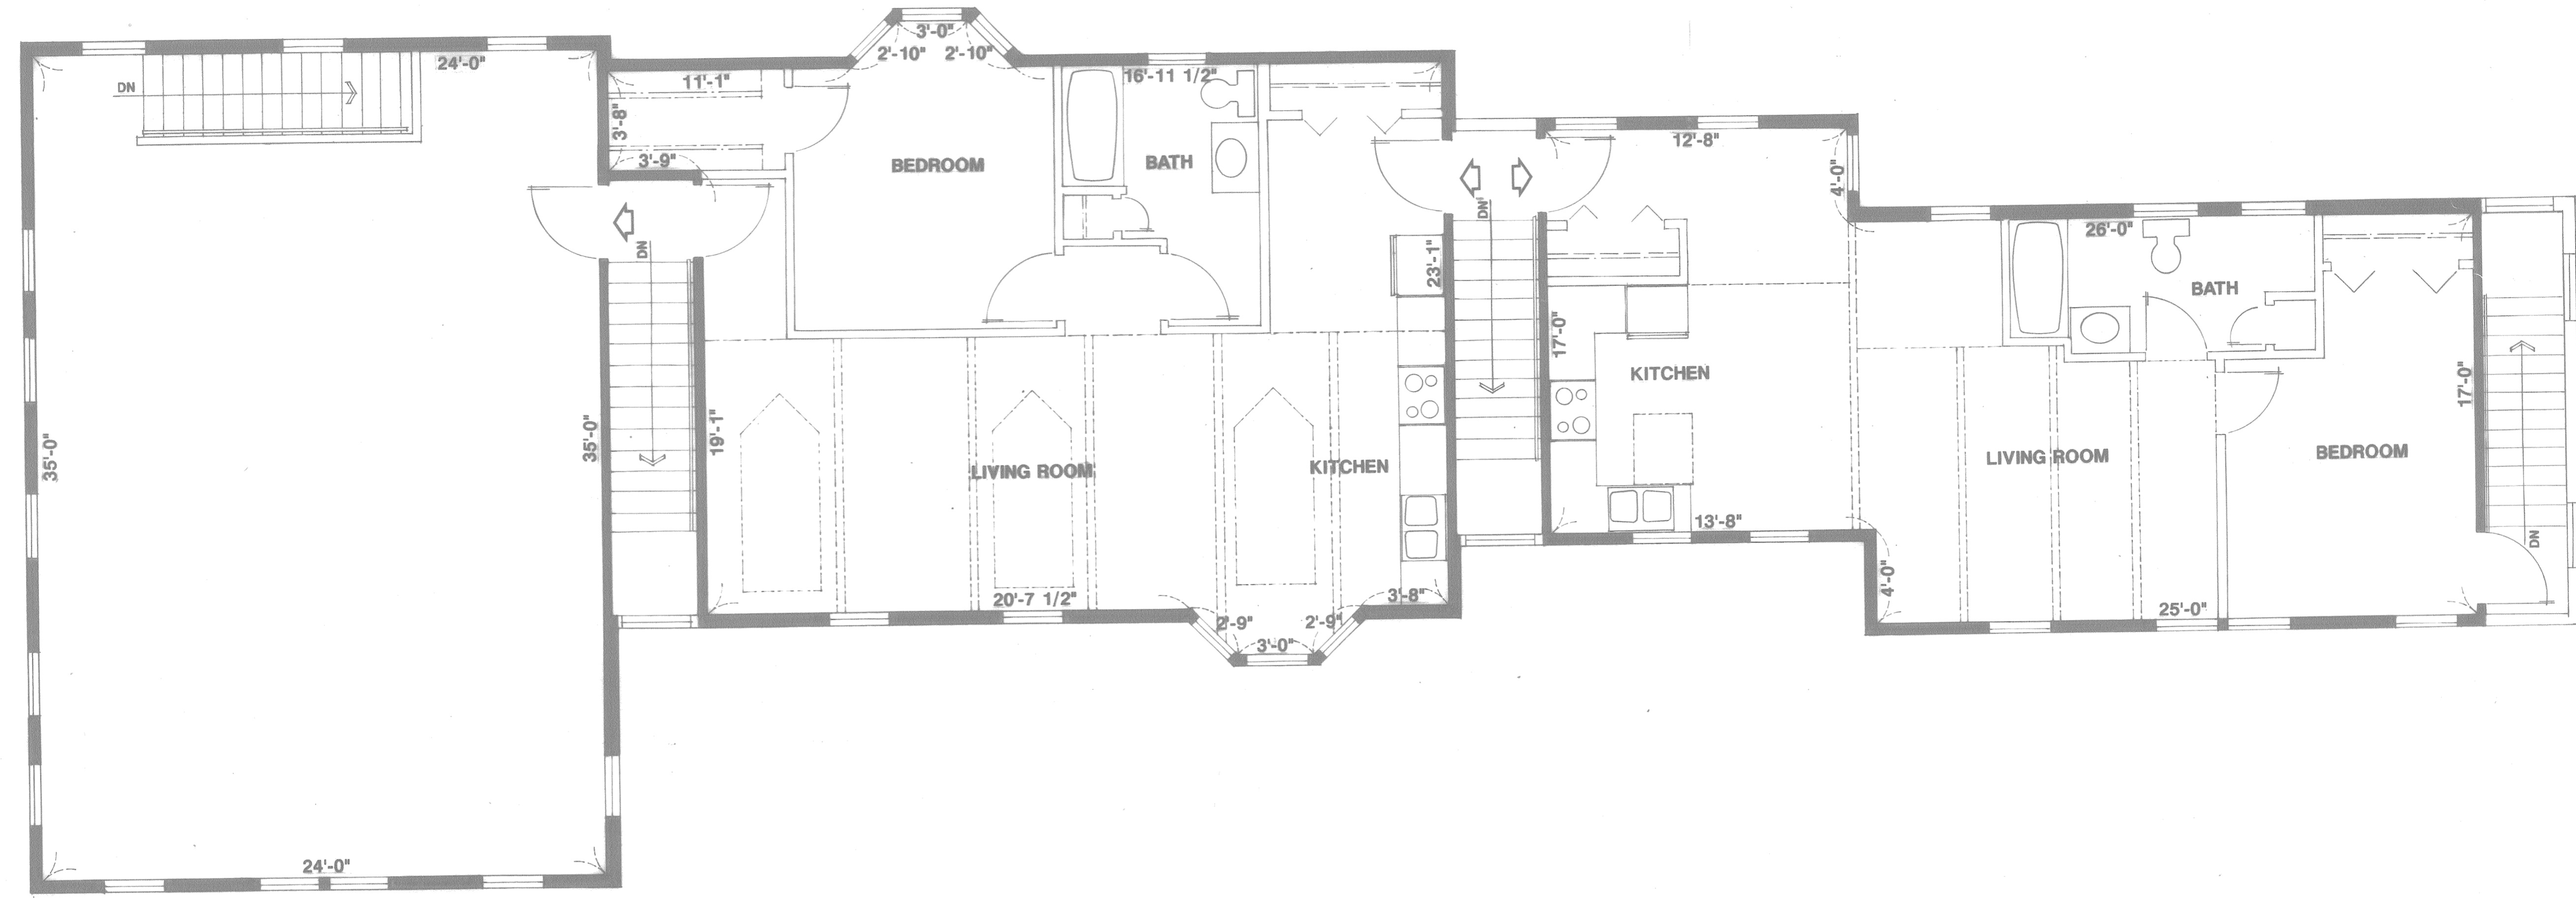 3'-0"
2'-10"
2'-10"
24'-0"
DN
11'-1"
16'-11 1/2"
3'-8"
3'-9"
BEDROOM
BATH
12'-8"
4'-0"
DN
DN
26'-0"
23'-1"
BATH
17'-0"
KITCHEN
17'-0"
35'-0"
35'-0"
19'-1"
LIVING ROOM
KITCHEN
LIVING ROOM
BEDROOM
13'-8"
DN
4'-0"
20'-7 1/2"
3'-8"
25'-0"
2'-9"
2'-9"
3'-0"
24'-0"